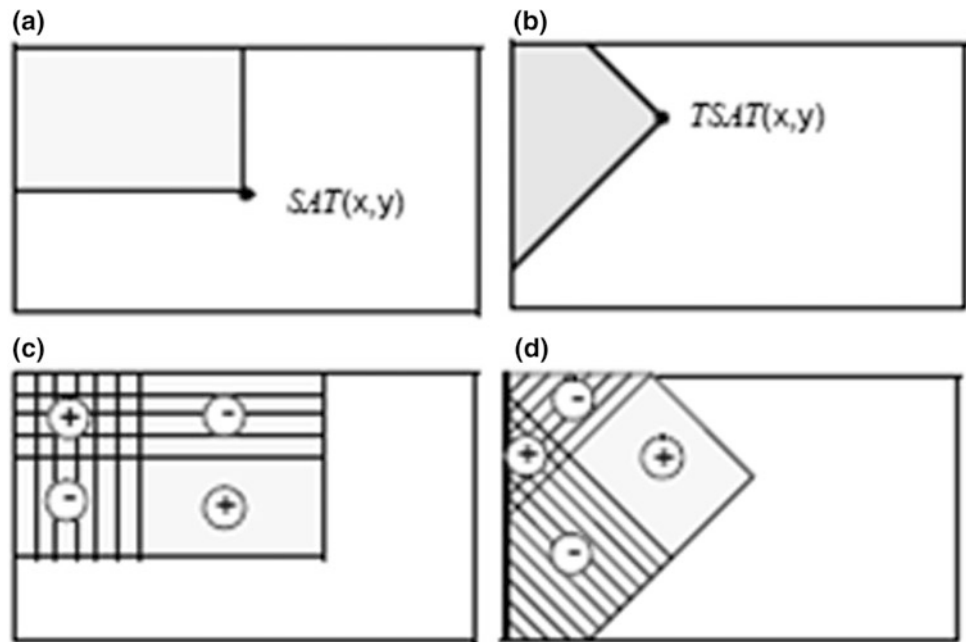 (a)
(b)
SAT(x,y)
TSAT(x,y)
(c)
(d)
+
-
-
+
-
+
+
-